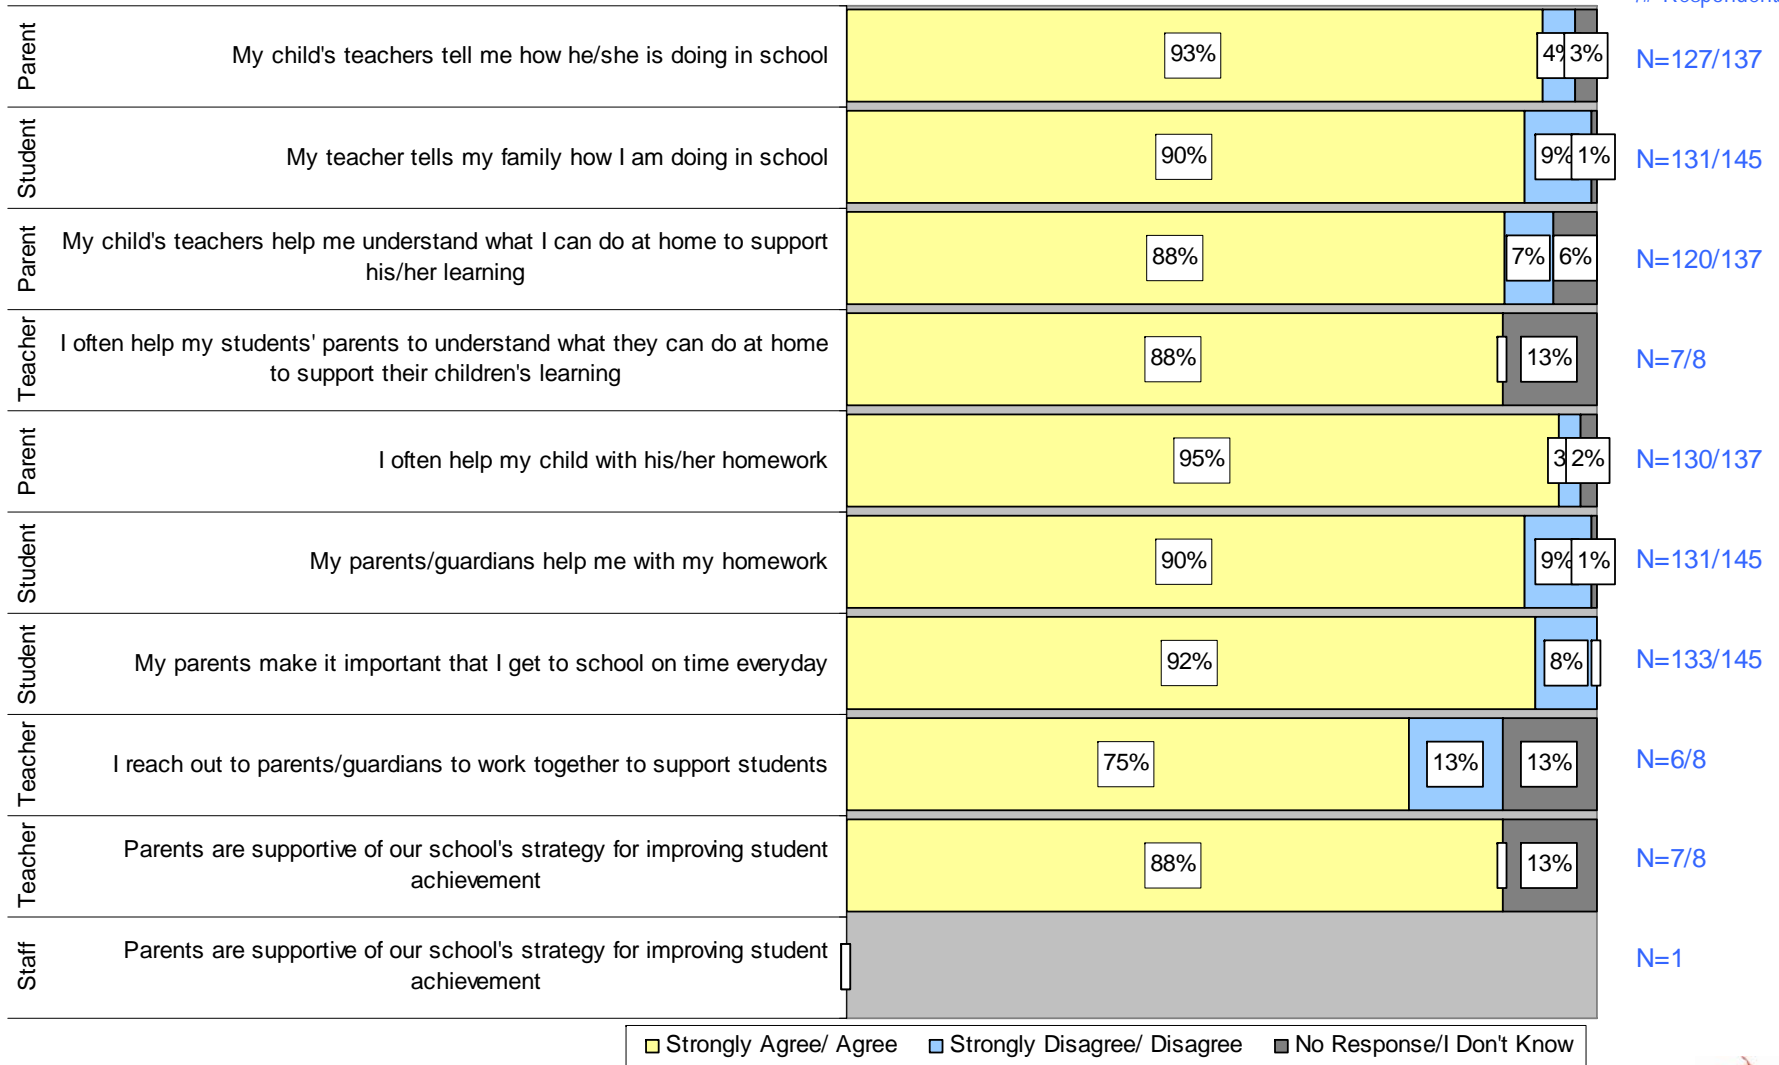 # Respondent
Parent
My child's teachers tell me how he/she is doing in school
93%
4%
3%
N=127/137
Student
My teacher tells my family how I am doing in school
90%
9%
1%
N=131/145
Parent
My child's teachers help me understand what I can do at home to support
his/her learning
88%
7%
6%
N=120/137
Teacher
I often help my students' parents to understand what they can do at home
to support their children's learning
88%
13%
N=7/8
Parent
I often help my child with his/her homework
95%
3
2%
N=130/137
Student
My parents/guardians help me with my homework
90%
9%
1%
N=131/145
Student
My parents make it important that I get to school on time everyday
92%
8%
N=133/145
Teacher
I reach out to parents/guardians to work together to support students
75%
13%
13%
N=6/8
Teacher
Parents are supportive of our school's strategy for improving student
achievement
88%
13%
N=7/8
Staff
Parents are supportive of our school's strategy for improving student
achievement
N=1
Strongly Agree/ Agree
Strongly Disagree/ Disagree
No Response/I Don't Know